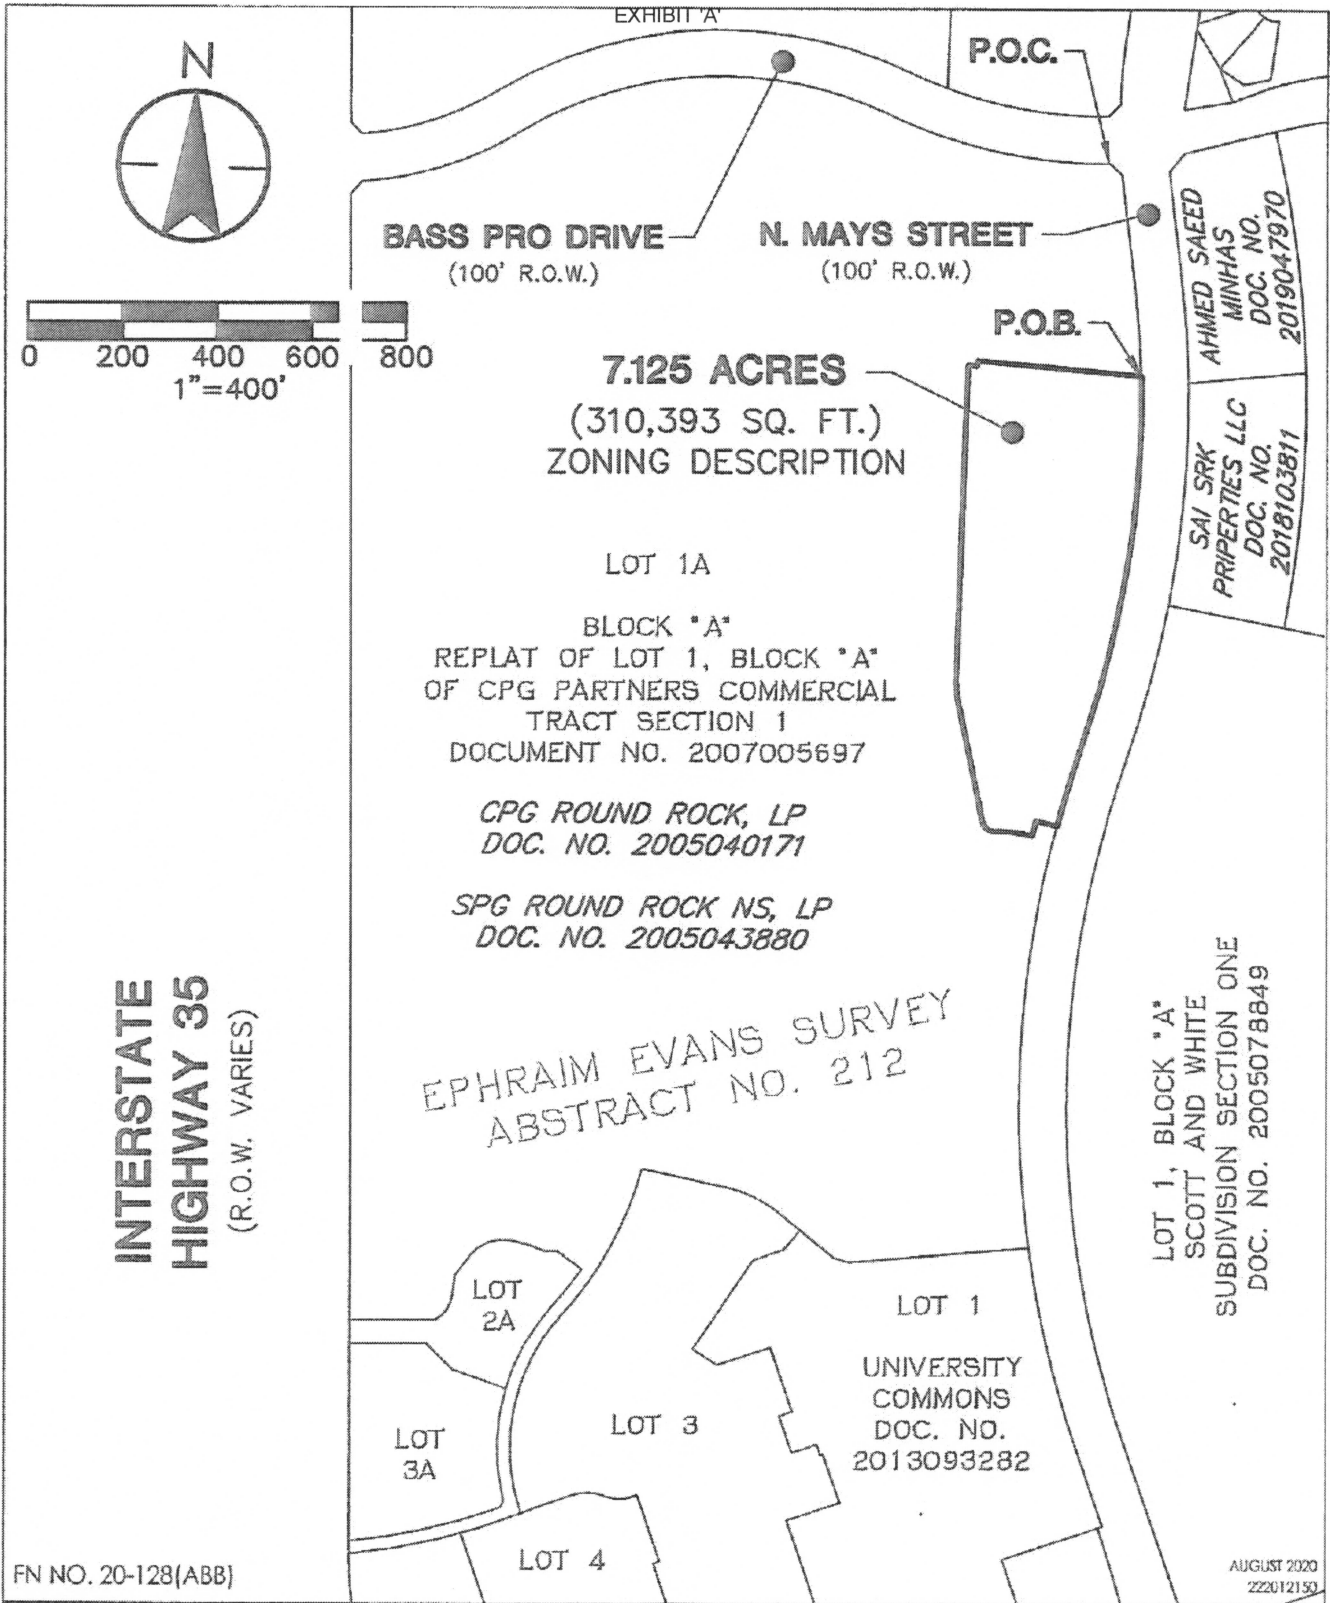 EXHIBIT 'A'
N
P.O.C.
BASS PRO DRIVE
(100' R.O.W.)
N. MAYS STREET
(100' R.O.W.)
AHMED SAEED
MINHAS
DOC. NO.
2019047970
0 200 400 600 800
1"=400'
P.O.B.
7.125 ACRES
(310,393 SQ. FT.)
ZONING DESCRIPTION
SAI SRK
PRIPERTIES LLC
DOC. NO.
2018103811
LOT 1A
BLOCK "A"
REPLAT OF LOT 1, BLOCK "A"
OF CPG PARTNERS COMMERCIAL
TRACT SECTION 1
DOCUMENT NO. 2007005697
CPG ROUND ROCK, LP
DOC. NO. 2005040171
SPG ROUND ROCK NS, LP
DOC. NO. 2005043880
INTERSTATE
HIGHWAY 35
(R.O.W. VARIES)
EPHRAIM EVANS SURVEY
ABSTRACT NO. 212
LOT 1, BLOCK "A"
SCOTT AND WHITE
SUBDIVISION SECTION ONE
DOC. NO. 2005078849
LOT
2A
LOT 1
UNIVERSITY
COMMONS
DOC. NO.
2013093282
LOT 3
LOT
3A
LOT 4
FN NO. 20-128(ABB)
AUGUST 2020
222012150